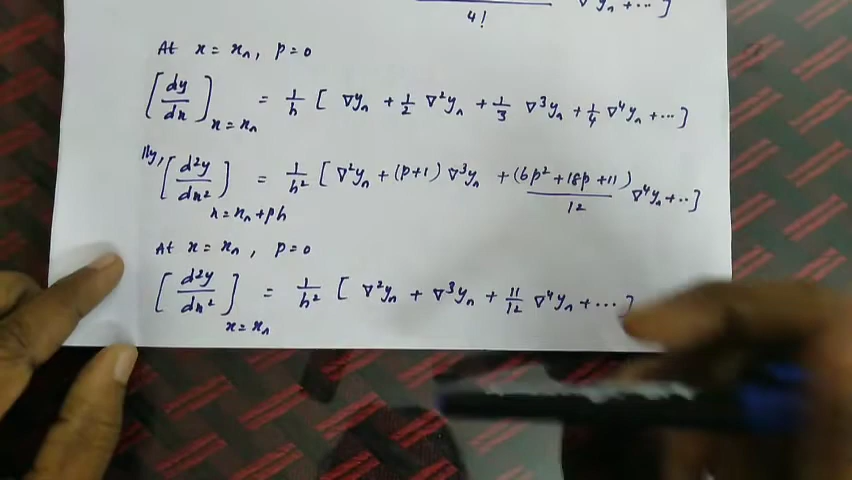 4! ∇yₙ + ... ]
At x = xₙ, p = 0
[dy/dx] x = xₙ = 1/h [ ∇yₙ + 1/2 ∇²yₙ + 1/3 ∇³yₙ + 1/4 ∇⁴yₙ + ... ]
lly, [d²y/dx²] x = xₙ + ph = 1/h² [ ∇²yₙ + (p+1) ∇³yₙ + (6p² + 18p + 11)/12 ∇⁴yₙ + .. ]
At x = xₙ, p = 0
[d²y/dx²] x = xₙ = 1/h² [ ∇²yₙ + ∇³yₙ + 11/12 ∇⁴yₙ + ... ]